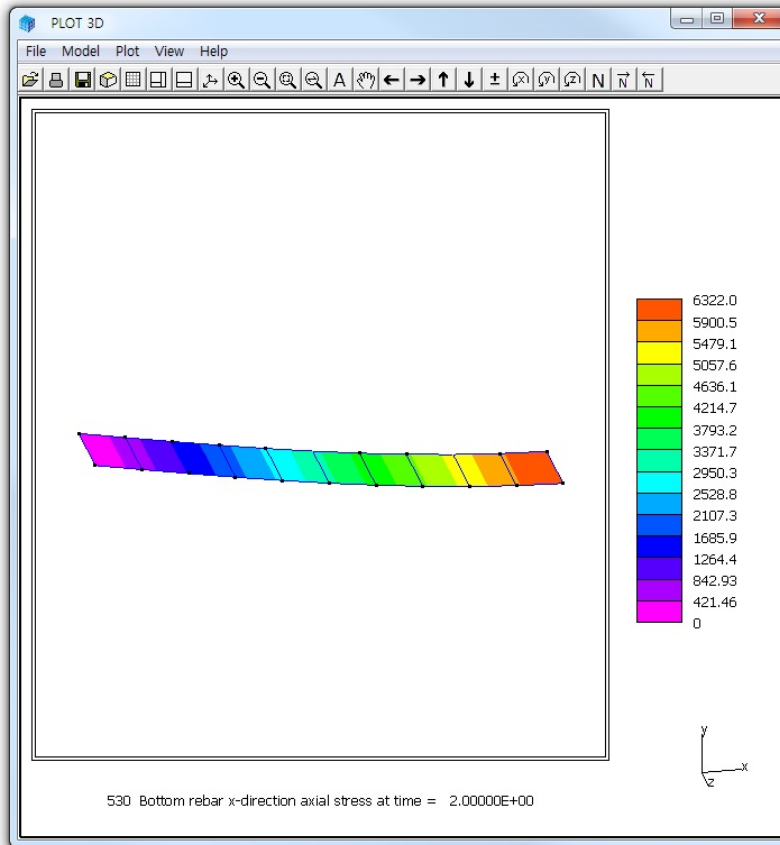 PLOT 3D
File Model Plot View Help
A ± x y z N N N
6322.0
5900.5
5479.1
5057.6
4636.1
4214.7
3793.2
3371.7
2950.3
2528.8
2107.3
1685.9
1264.4
842.93
421.46
0
y
x
z
530 Bottom rebar x-direction axial stress at time = 2.00000E+00